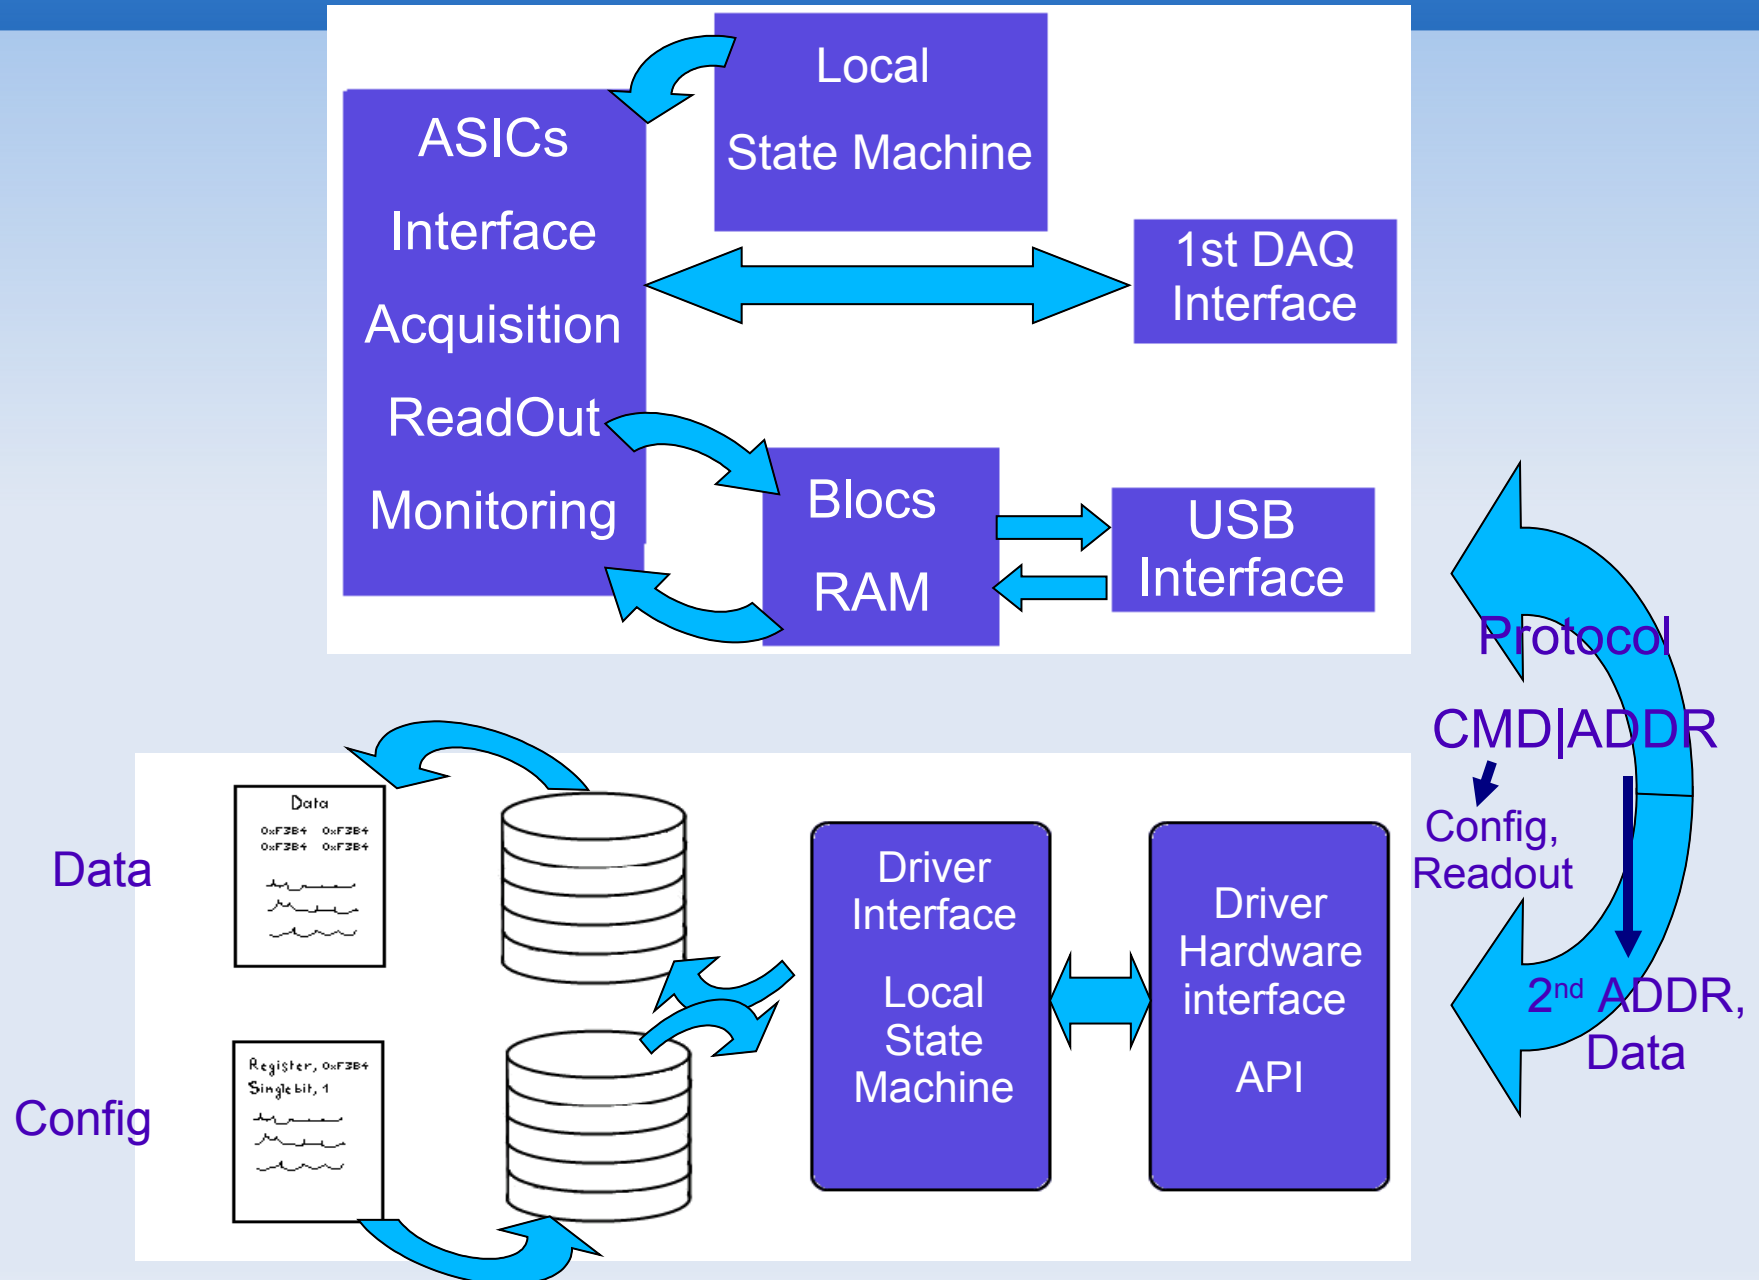 Local
State Machine
ASICs
Interface
Acquisition
ReadOut
Monitoring
1st DAQ
Interface
Blocs
RAM
USB
Interface
Protocol
CMD|ADDR
Config,
Readout
2nd ADDR,
Data
Data
Data
0xF3B4 0xF3B4
0xF3B4 0xF3B4
Driver
Interface
Local
State
Machine
Driver
Hardware
interface
API
Config
Register, 0xF3B4
Single bit, 1